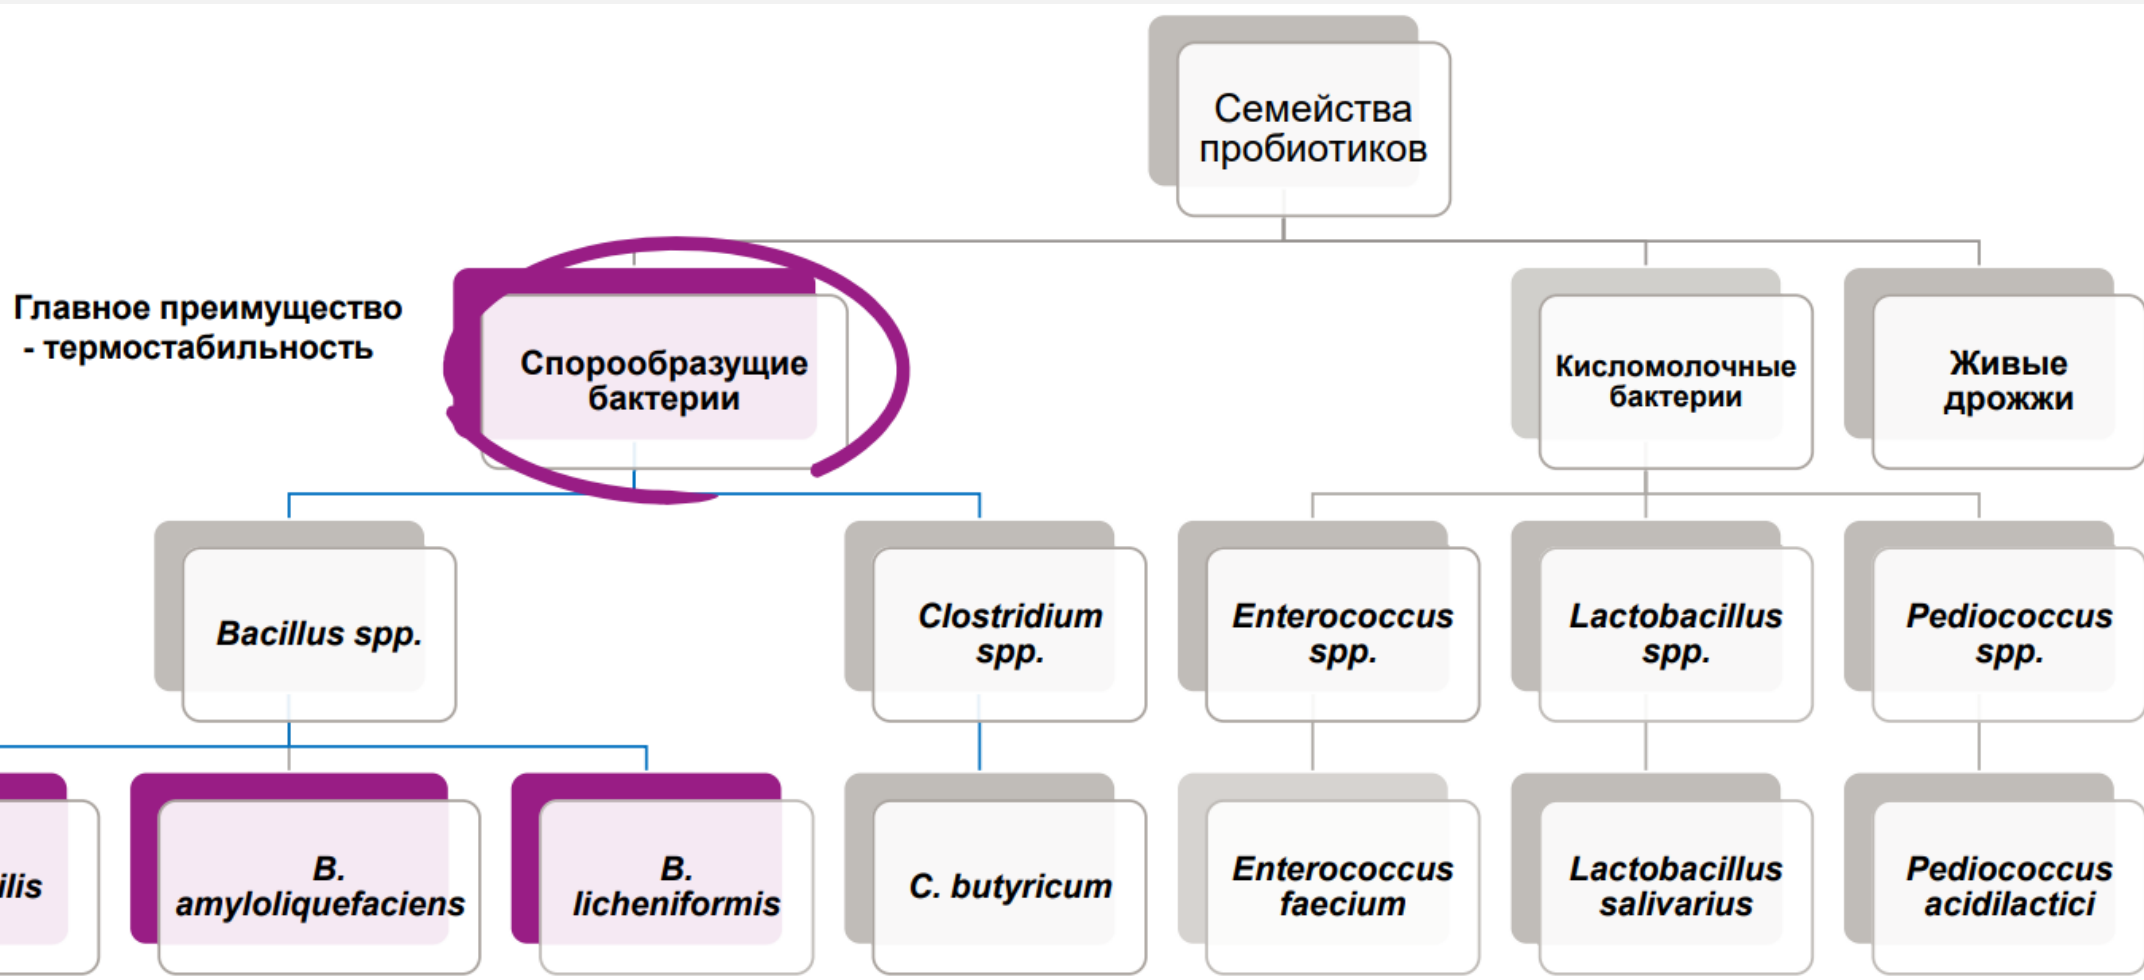 Семейства
пробиотиков
Главное преимущество
- термостабильность
Спорообразущие
бактерии
Кисломолочные
бактерии
Живые
дрожжи
Bacillus spp.
Clostridium
spp.
Enterococcus
spp.
Lactobacillus
spp.
Pediococcus
spp.
ilis
B.
amyloliquefaciens
B.
licheniformis
C. butyricum
Enterococcus
faecium
Lactobacillus
salivarius
Pediococcus
acidilactici